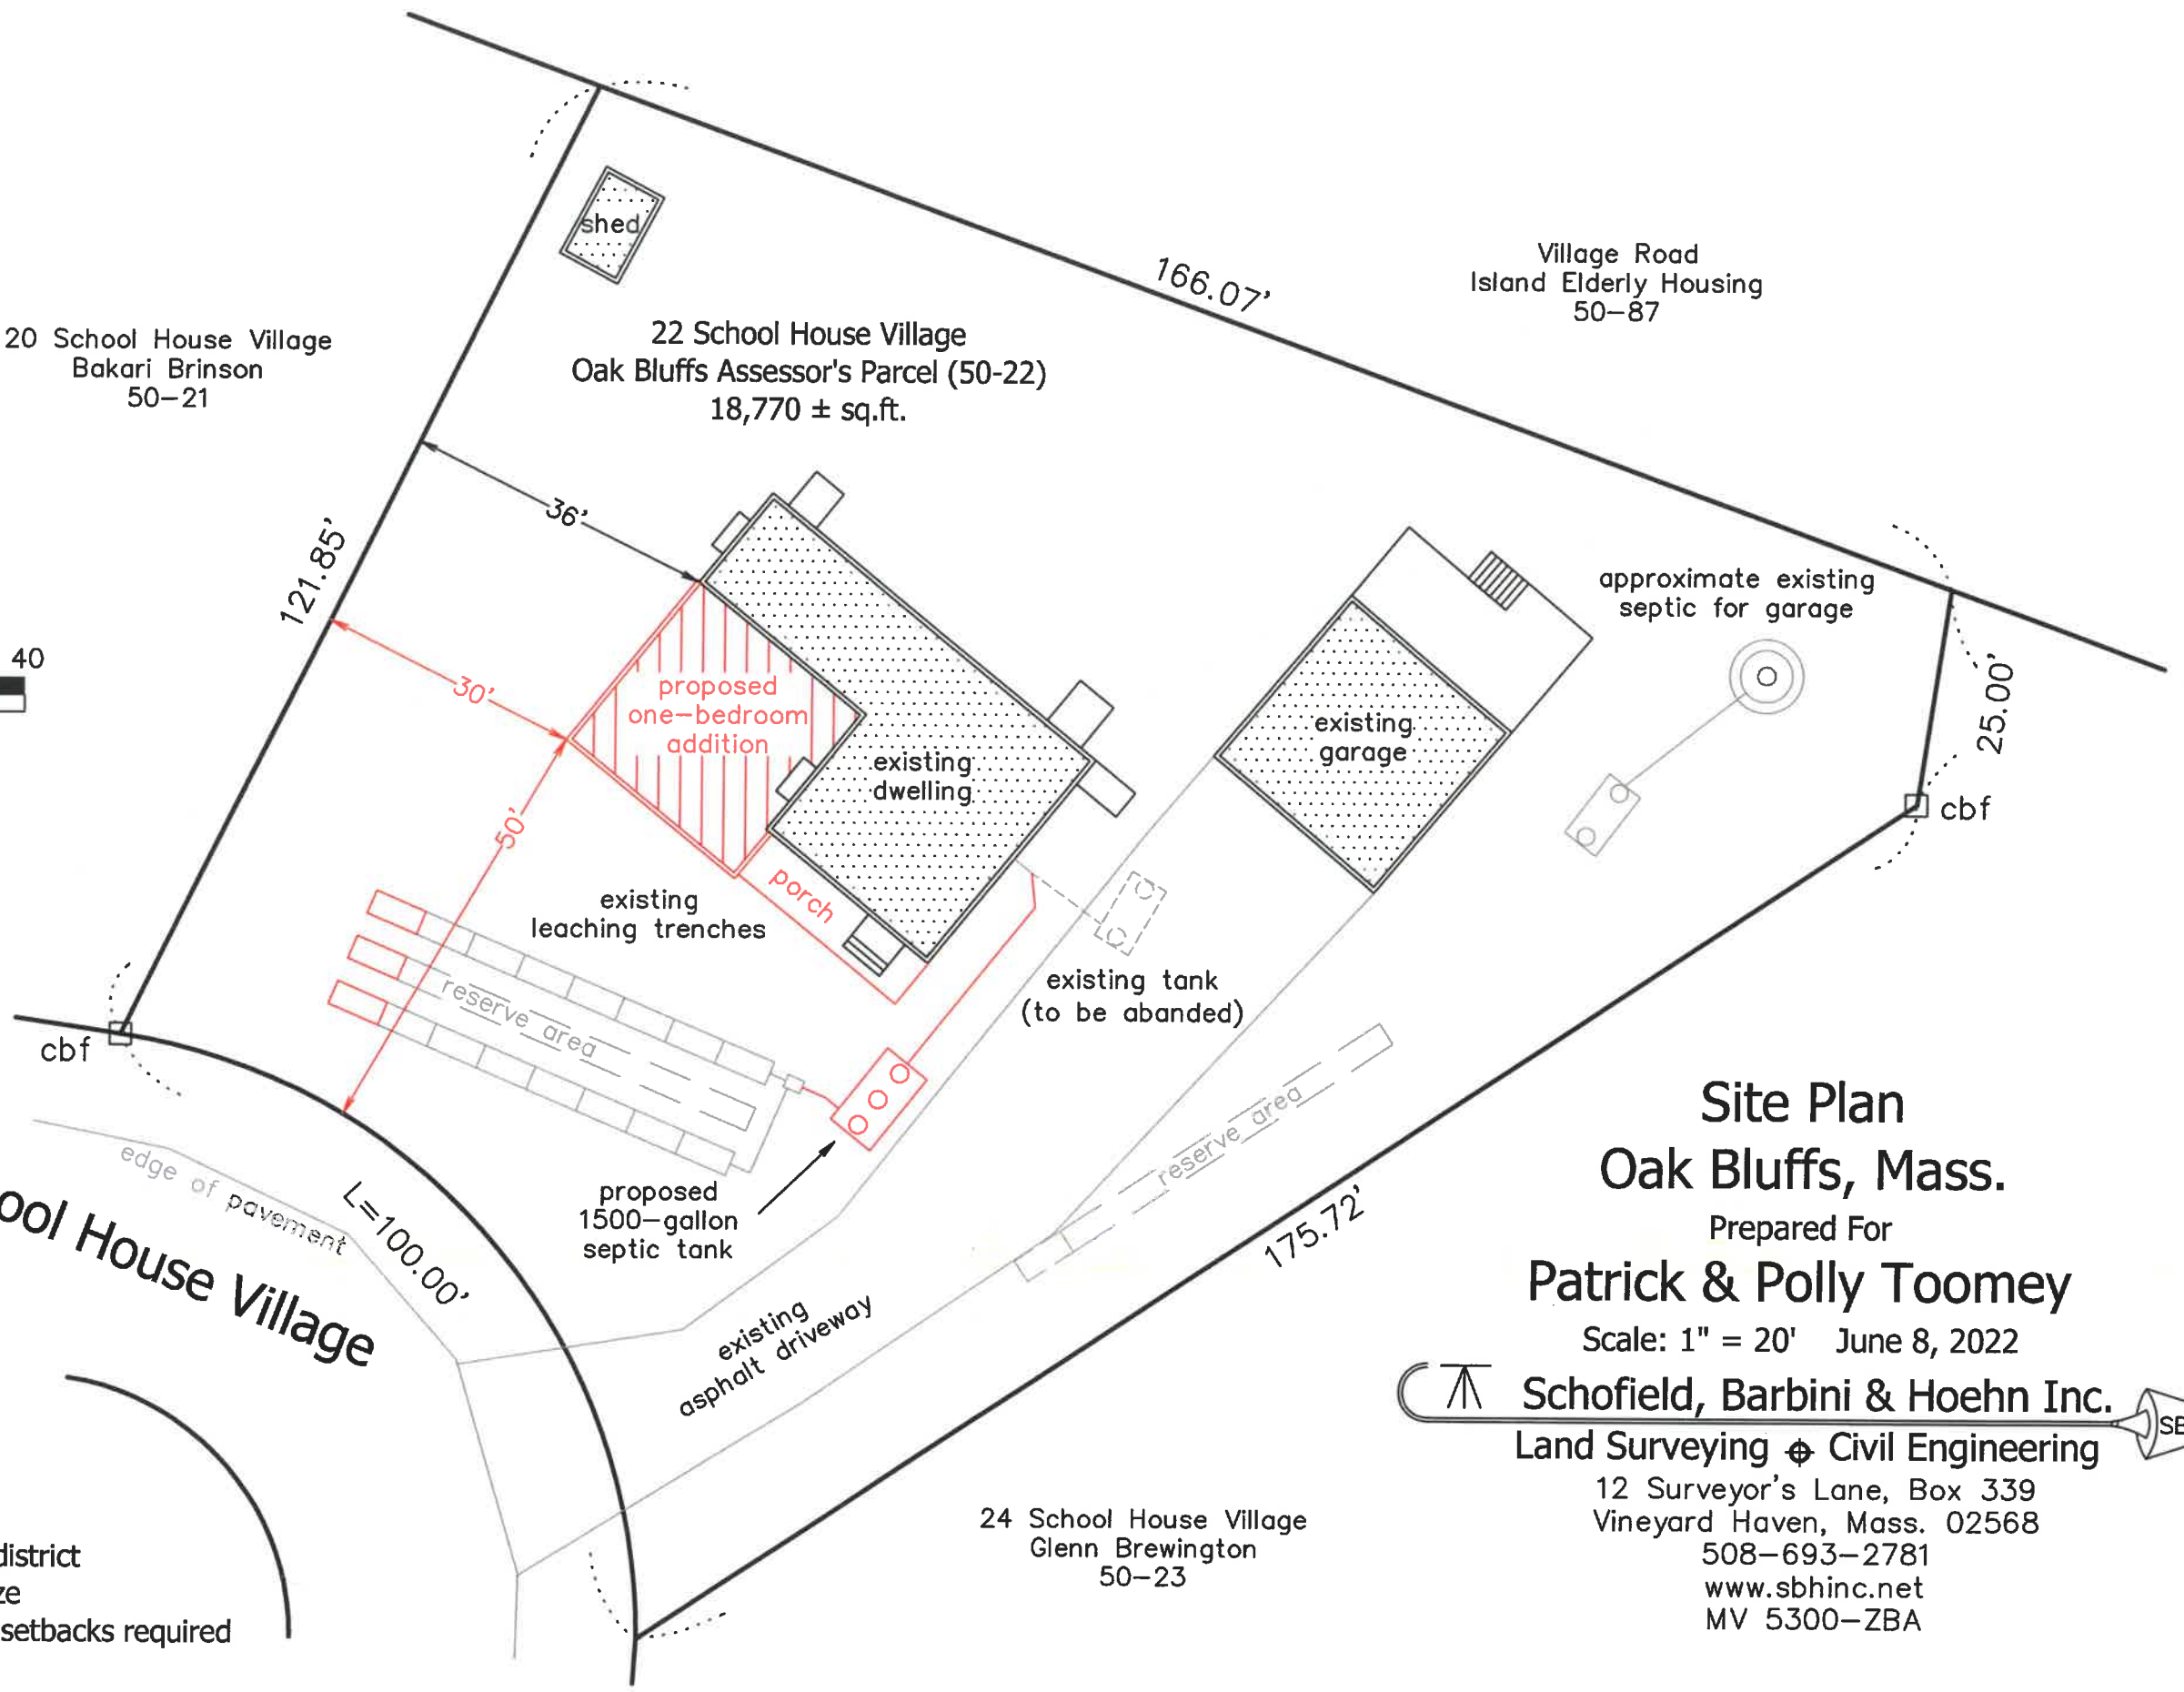 shed
166.07’
Village Road
Island Elderly Housing
50–87
20 School House Village
Bakari Brinson
50–21
22 School House Village
Oak Bluffs Assessor's Parcel (50-22)
18,770 ± sq.ft.
36’
121.85’
40
30’
proposed
one–bedroom
addition
existing
dwelling
existing
garage
approximate existing
septic for garage
25.00’
cbf
50’
porch
existing
leaching trenches
reserve area
existing tank
(to be abanded)
cbf
edge of pavement
L=100.00’
House Village
proposed
1500–gallon
septic tank
reserve area
175.72’
existing
asphalt driveway
24 School House Village
Glenn Brewington
50–23
district
setbacks required
Site Plan
Oak Bluffs, Mass.
Prepared For
Patrick & Polly Toomey
Scale: 1" = 20' June 8, 2022
Schofield, Barbini & Hoehn Inc.
Land Surveying Civil Engineering
12 Surveyor's Lane, Box 339
Vineyard Haven, Mass. 02568
508–693–2781
www.sbhinc.net
MV 5300–ZBA